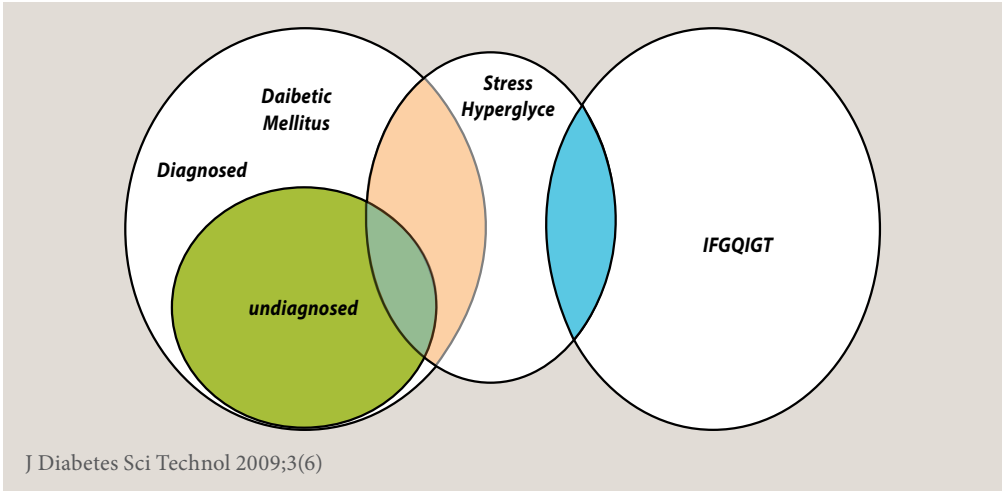 Daibetic
Mellitus
Stress
Hyperglyce
Diagnosed
IFGQIGT
undiagnosed
J Diabetes Sci Technol 2009;3(6)